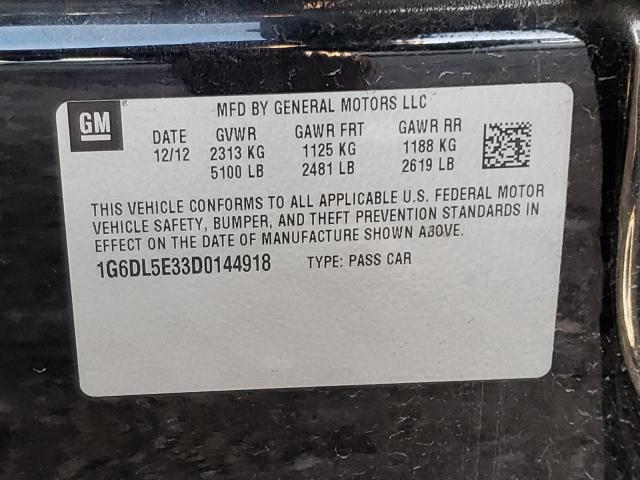 GM
MFD BY GENERAL MOTORS LLC
DATE GVWR GAWR FRT GAWR RR
12/12 2313 KG 1125 KG 1188 KG
5100 LB 2481 LB 2619 LB
THIS VEHICLE CONFORMS TO ALL APPLICABLE U.S. FEDERAL MOTOR
VEHICLE SAFETY, BUMPER, AND THEFT PREVENTION STANDARDS IN
EFFECT ON THE DATE OF MANUFACTURE SHOWN ABOVE.
1G6DL5E33D0144918 TYPE: PASS CAR